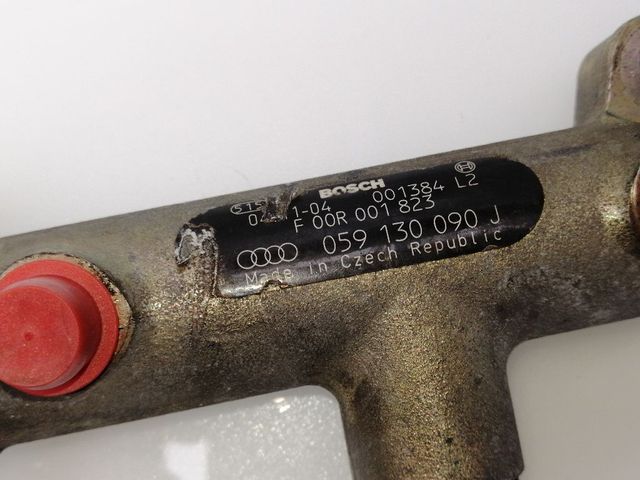 BOSCH
1-04 001384 L2
F 00R 001 823
059 130 090 J
Made in Czech Republic